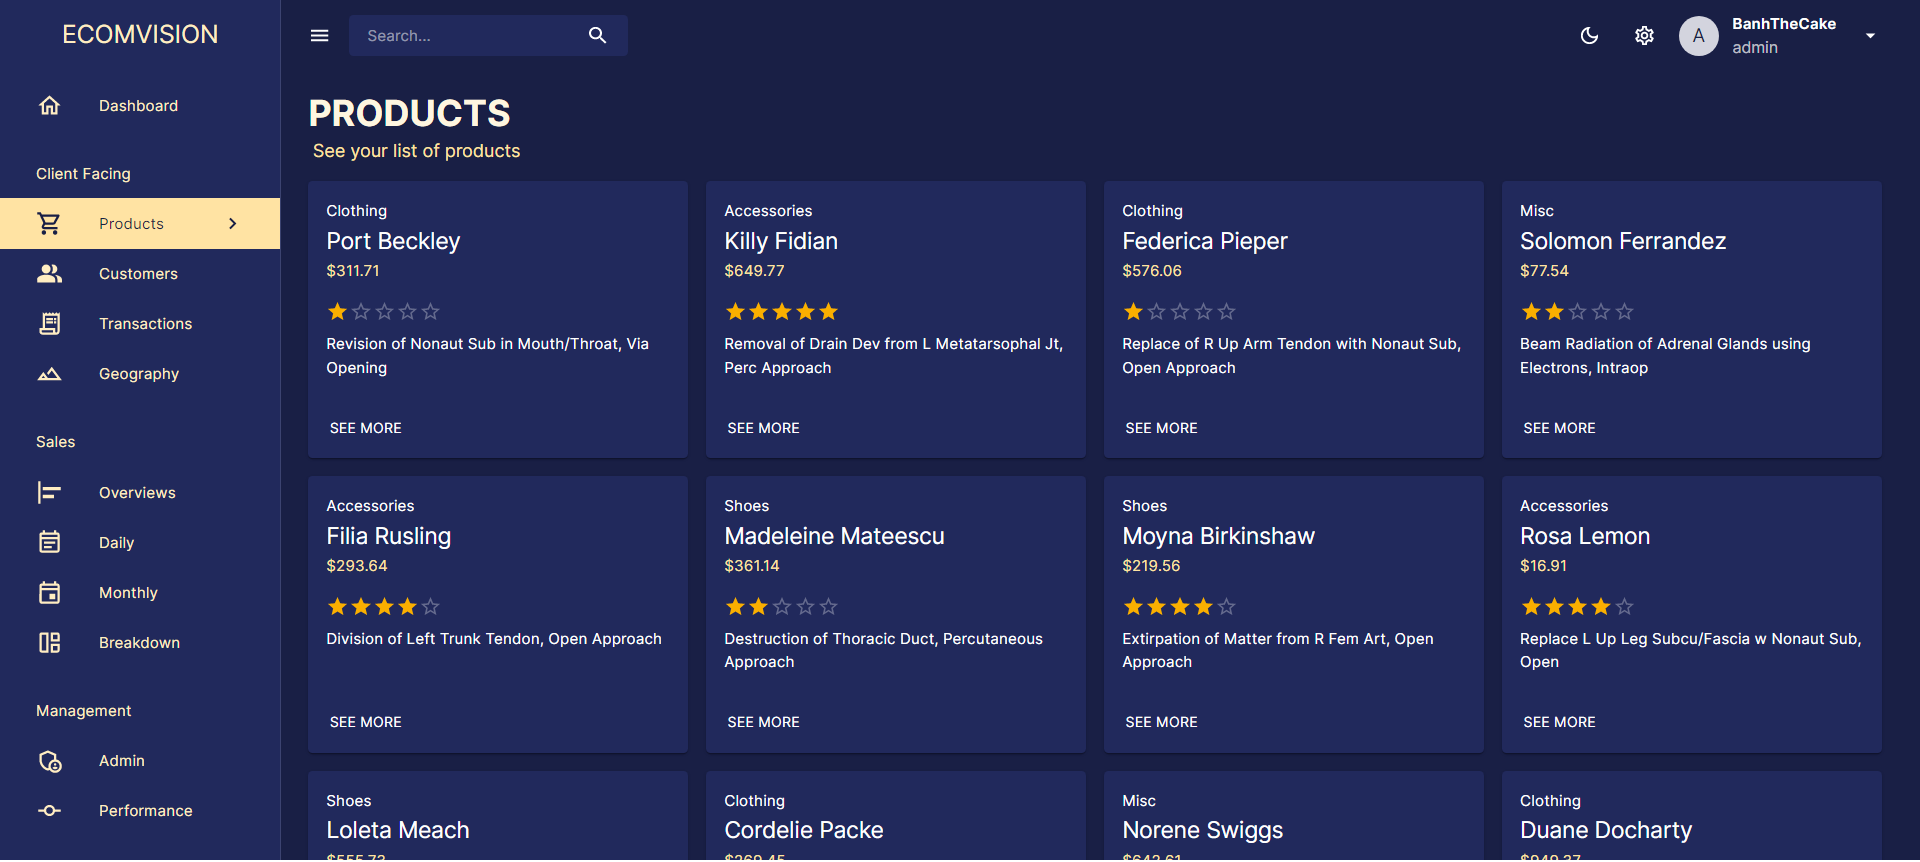 ECOMVISION
Dashboard
Client Facing
Products
Customers
Transactions
Geography
Sales
Overviews
Daily
Monthly
Breakdown
Management
Admin
Performance
Search...
A
BanhTheCake
admin
PRODUCTS
See your list of products
Clothing
Port Beckley
$311.71
Revision of Nonaut Sub in Mouth/Throat, Via
Opening
SEE MORE
Accessories
Killy Fidian
$649.77
Removal of Drain Dev from L Metatarsophal Jt,
Perc Approach
SEE MORE
Clothing
Federica Pieper
$576.06
Replace of R Up Arm Tendon with Nonaut Sub,
Open Approach
SEE MORE
Misc
Solomon Ferrandez
$77.54
Beam Radiation of Adrenal Glands using
Electrons, Intraop
SEE MORE
Accessories
Filia Rusling
$293.64
Division of Left Trunk Tendon, Open Approach
SEE MORE
Shoes
Madeleine Mateescu
$361.14
Destruction of Thoracic Duct, Percutaneous
Approach
SEE MORE
Shoes
Moyna Birkinshaw
$219.56
Extirpation of Matter from R Fem Art, Open
Approach
SEE MORE
Accessories
Rosa Lemon
$16.91
Replace L Up Leg Subcu/Fascia w Nonaut Sub,
Open
SEE MORE
Shoes
Loleta Meach
Clothing
Cordelie Packe
Misc
Norene Swiggs
Clothing
Duane Docharty